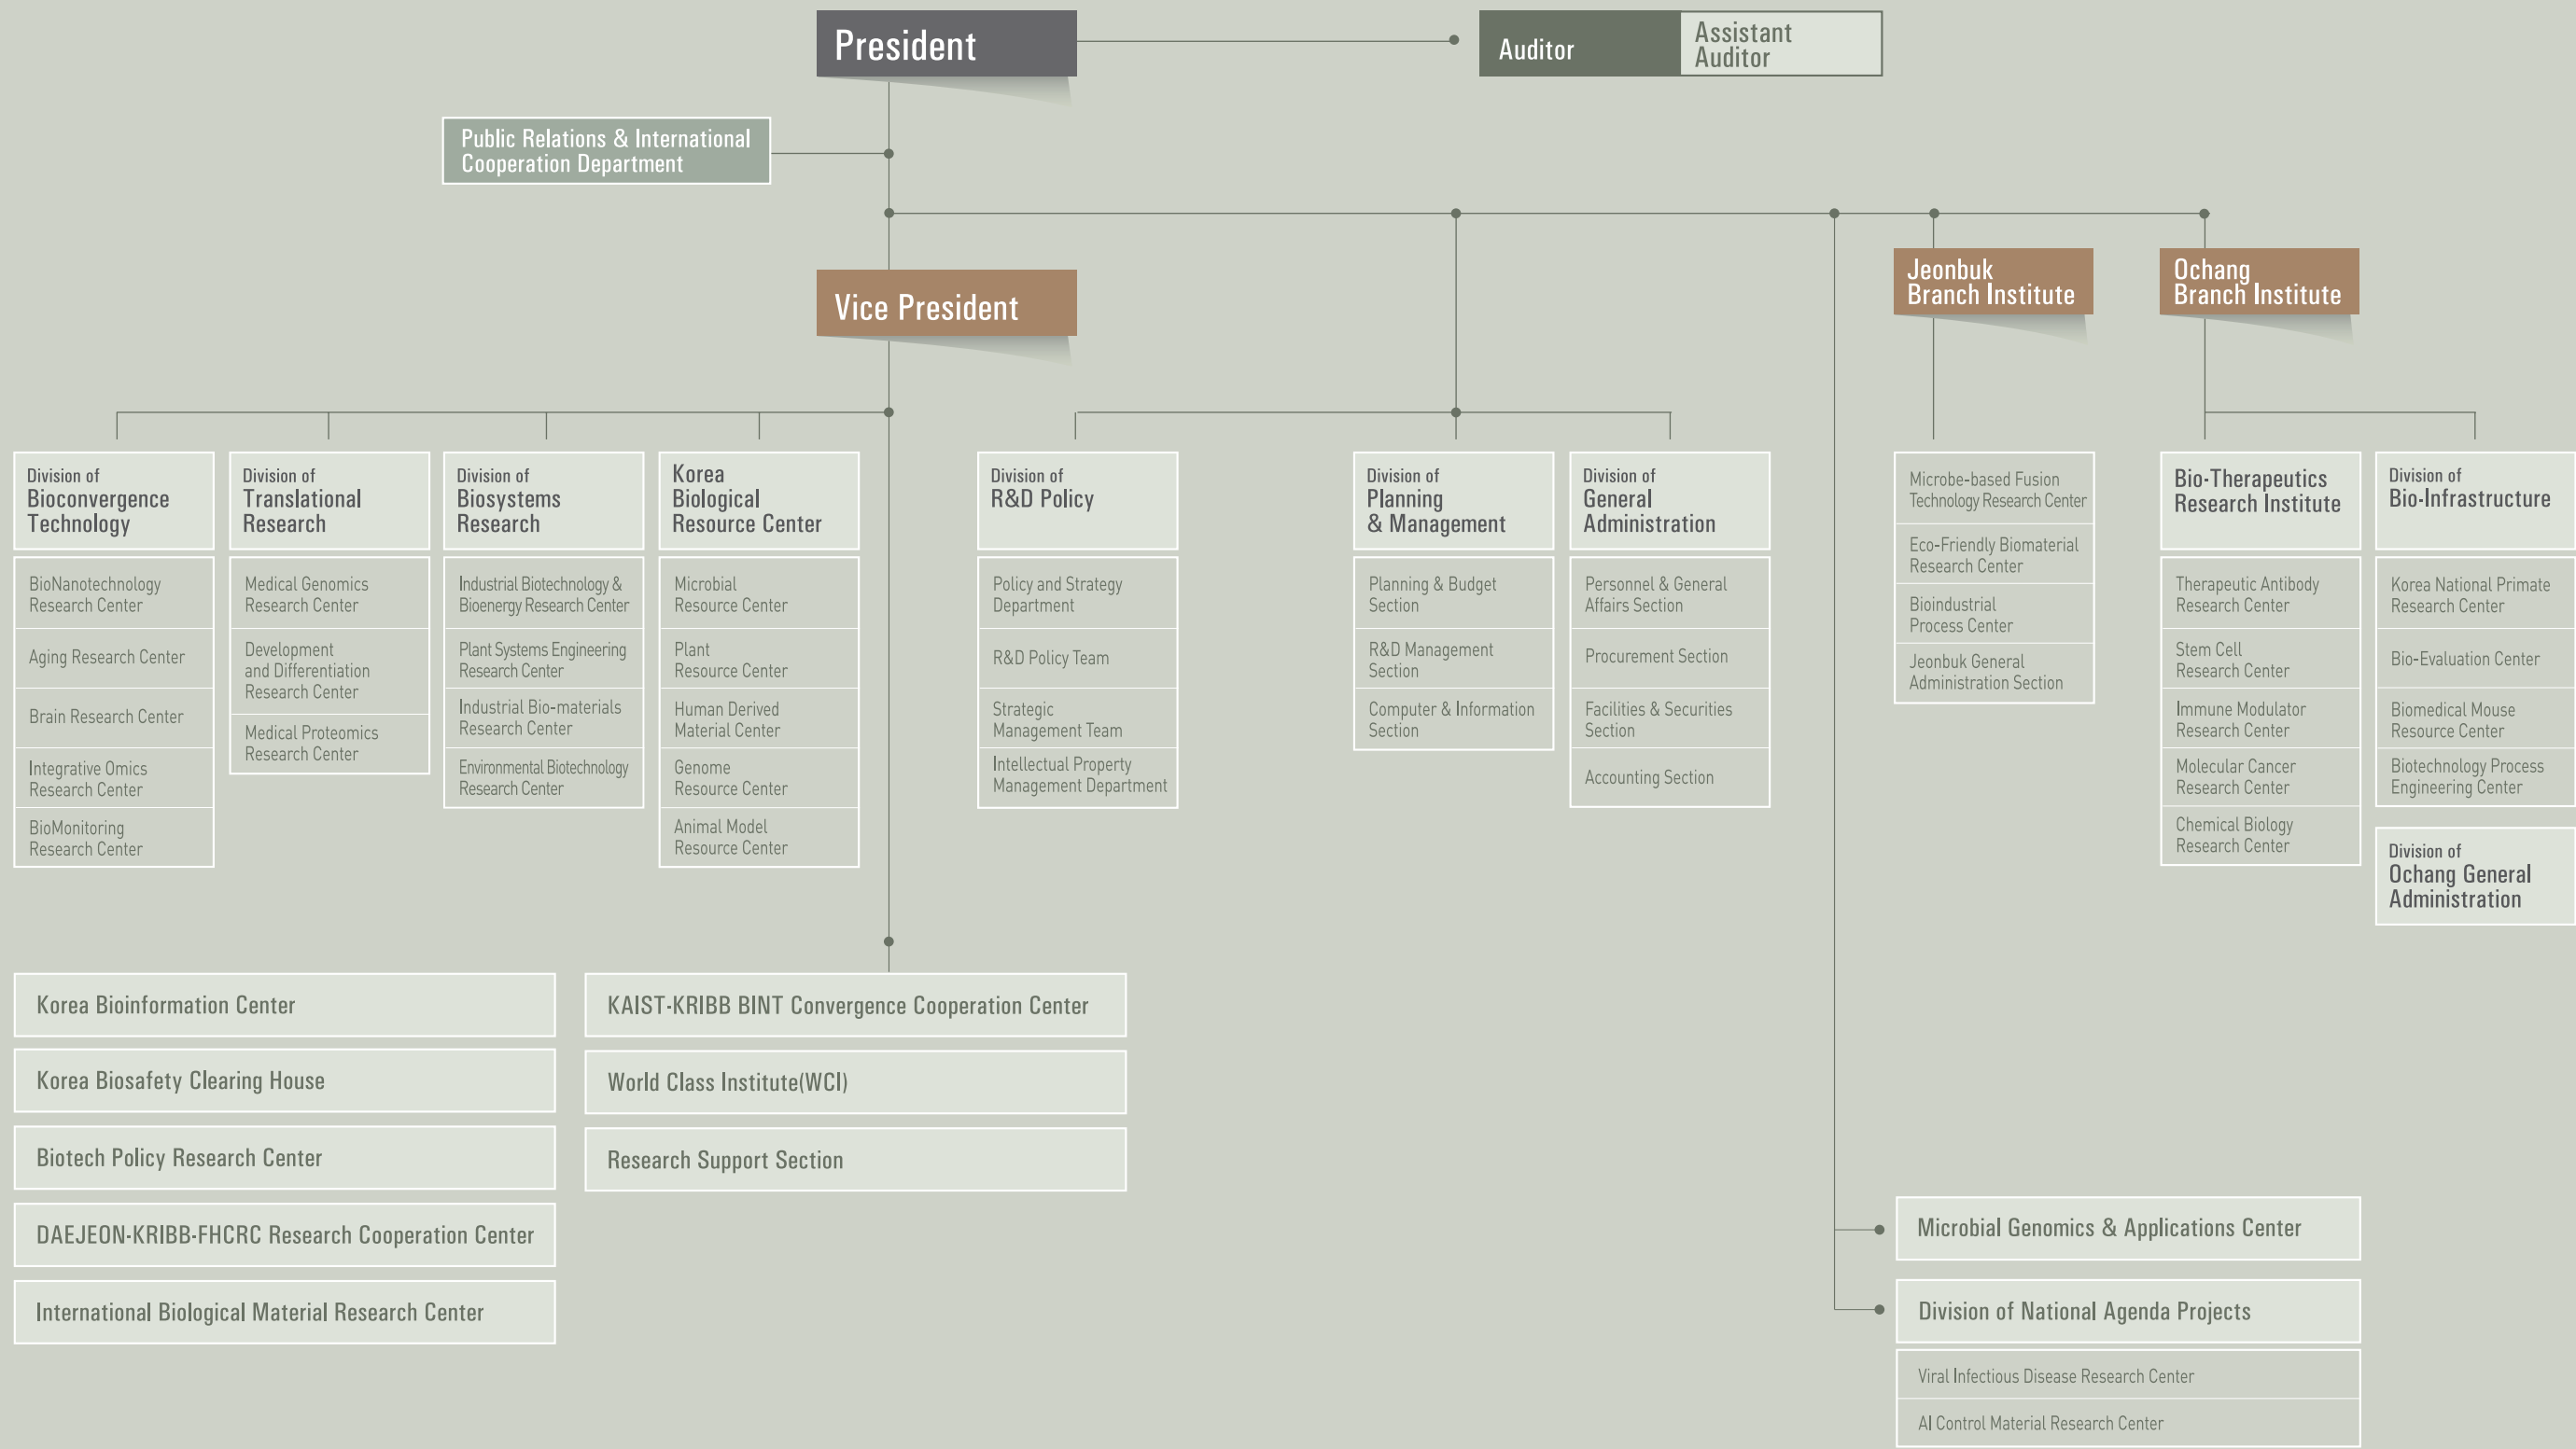 President
Auditor
Assistant
Auditor
Public Relations & International
Cooperation Department
Vice President
Jeonbuk
Branch Institute
Ochang
Branch Institute
Division of
Bioconvergence
Technology
BioNanotechnology
Research Center
Aging Research Center
Brain Research Center
Integrative Omics
Research Center
BioMonitoring
Research Center
Division of
Translational
Research
Medical Genomics
Research Center
Development
and Differentiation
Research Center
Medical Proteomics
Research Center
Division of
Biosystems
Research
Industrial Biotechnology &
Bioenergy Research Center
Plant Systems Engineering
Research Center
Industrial Bio-materials
Research Center
Environmental Biotechnology
Research Center
Korea
Biological
Resource Center
Microbial
Resource Center
Plant
Resource Center
Human Derived
Material Center
Genome
Resource Center
Animal Model
Resource Center
Division of
R&D Policy
Policy and Strategy
Department
R&D Policy Team
Strategic
Management Team
Intellectual Property
Management Department
Division of
Planning
& Management
Planning & Budget
Section
R&D Management
Section
Computer & Information
Section
Division of
General
Administration
Personnel & General
Affairs Section
Procurement Section
Facilities & Securities
Section
Accounting Section
Microbe-based Fusion
Technology Research Center
Eco-Friendly Biomaterial
Research Center
Bioindustrial
Process Center
Jeonbuk General
Administration Section
Bio-Therapeutics
Research Institute
Therapeutic Antibody
Research Center
Stem Cell
Research Center
Immune Modulator
Research Center
Molecular Cancer
Research Center
Chemical Biology
Research Center
Division of
Bio-Infrastructure
Korea National Primate
Research Center
Bio-Evaluation Center
Biomedical Mouse
Resource Center
Biotechnology Process
Engineering Center
Division of
Ochang General
Administration
Korea Bioinformation Center
Korea Biosafety Clearing House
Biotech Policy Research Center
DAEJEON-KRIBB-FHCRC Research Cooperation Center
International Biological Material Research Center
KAIST-KRIBB BINT Convergence Cooperation Center
World Class Institute(WCI)
Research Support Section
Microbial Genomics & Applications Center
Division of National Agenda Projects
Viral Infectious Disease Research Center
AI Control Material Research Center